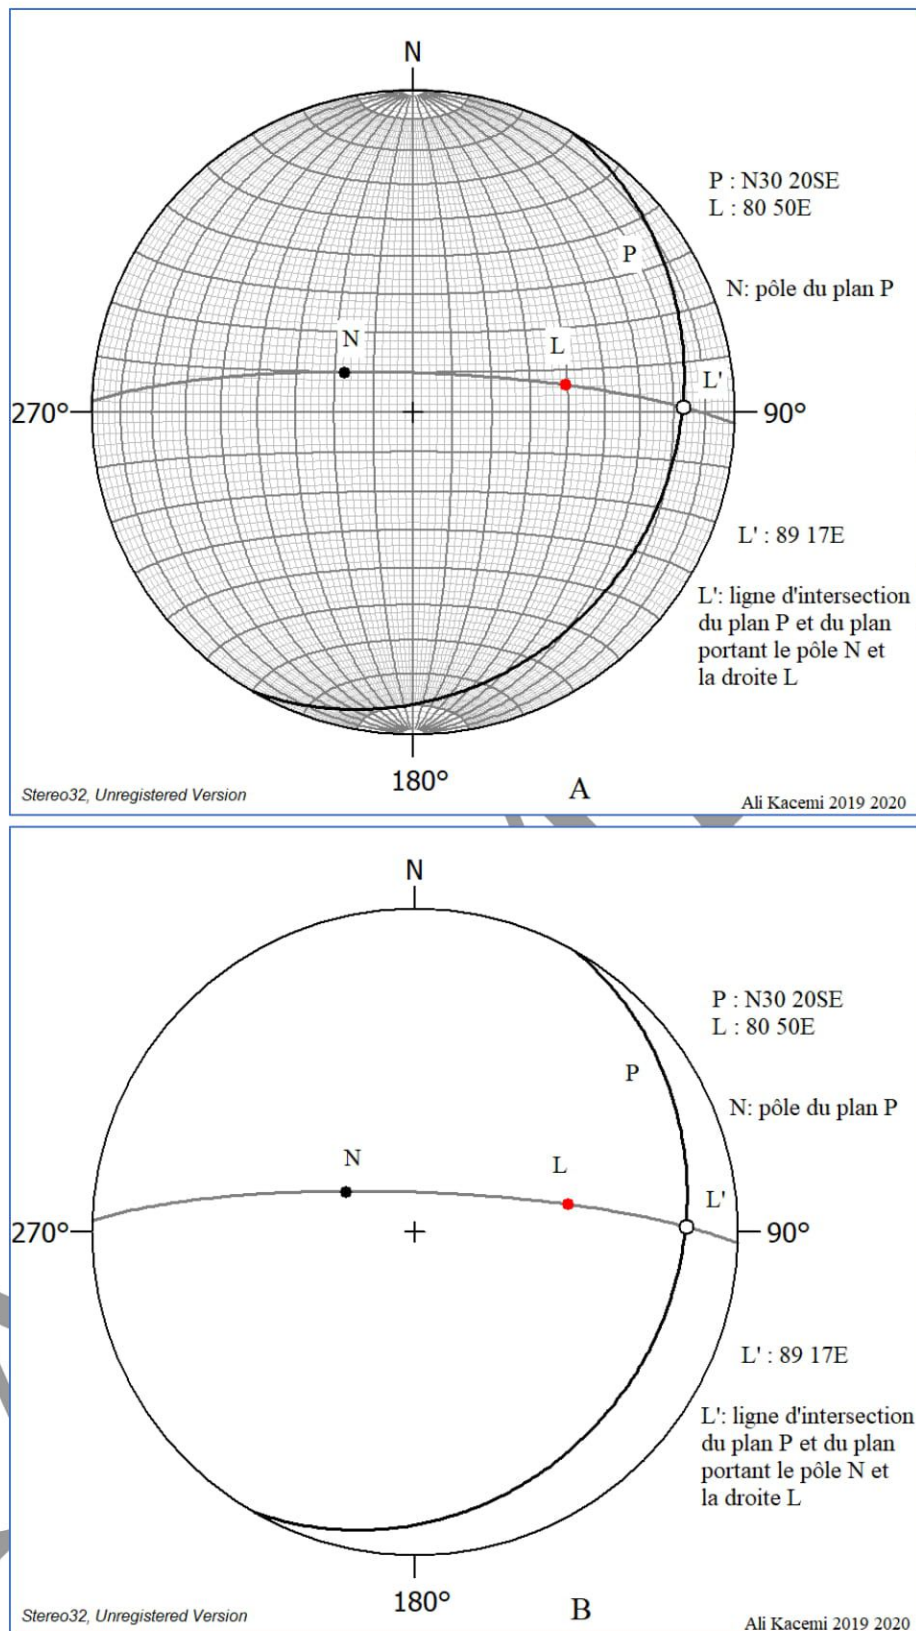 N
P : N30 20SE
L : 80 50E
P
N: pôle du plan P
N
L
L'
270°
90°
L' : 89 17E
L': ligne d'intersection
du plan P et du plan
portant le pôle N et
la droite L
180°
A
Stereo32, Unregistered Version
Ali Kacemi 2019 2020
N
P : N30 20SE
L : 80 50E
P
N: pôle du plan P
N
L
L'
270°
90°
L' : 89 17E
L': ligne d'intersection
du plan P et du plan
portant le pôle N et
la droite L
180°
B
Stereo32, Unregistered Version
Ali Kacemi 2019 2020